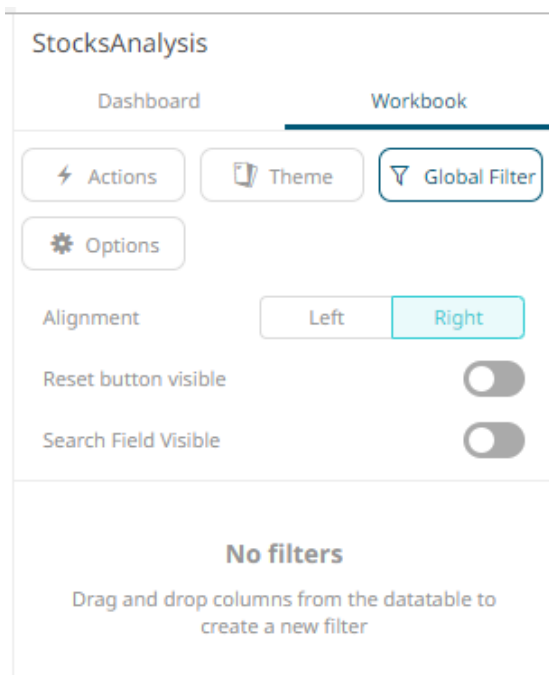 StocksAnalysis
Dashboard Workbook
Actions Theme Global Filter
Options
Alignment Left Right
Reset button visible
Search Field Visible
No filters
Drag and drop columns from the datatable to
create a new filter